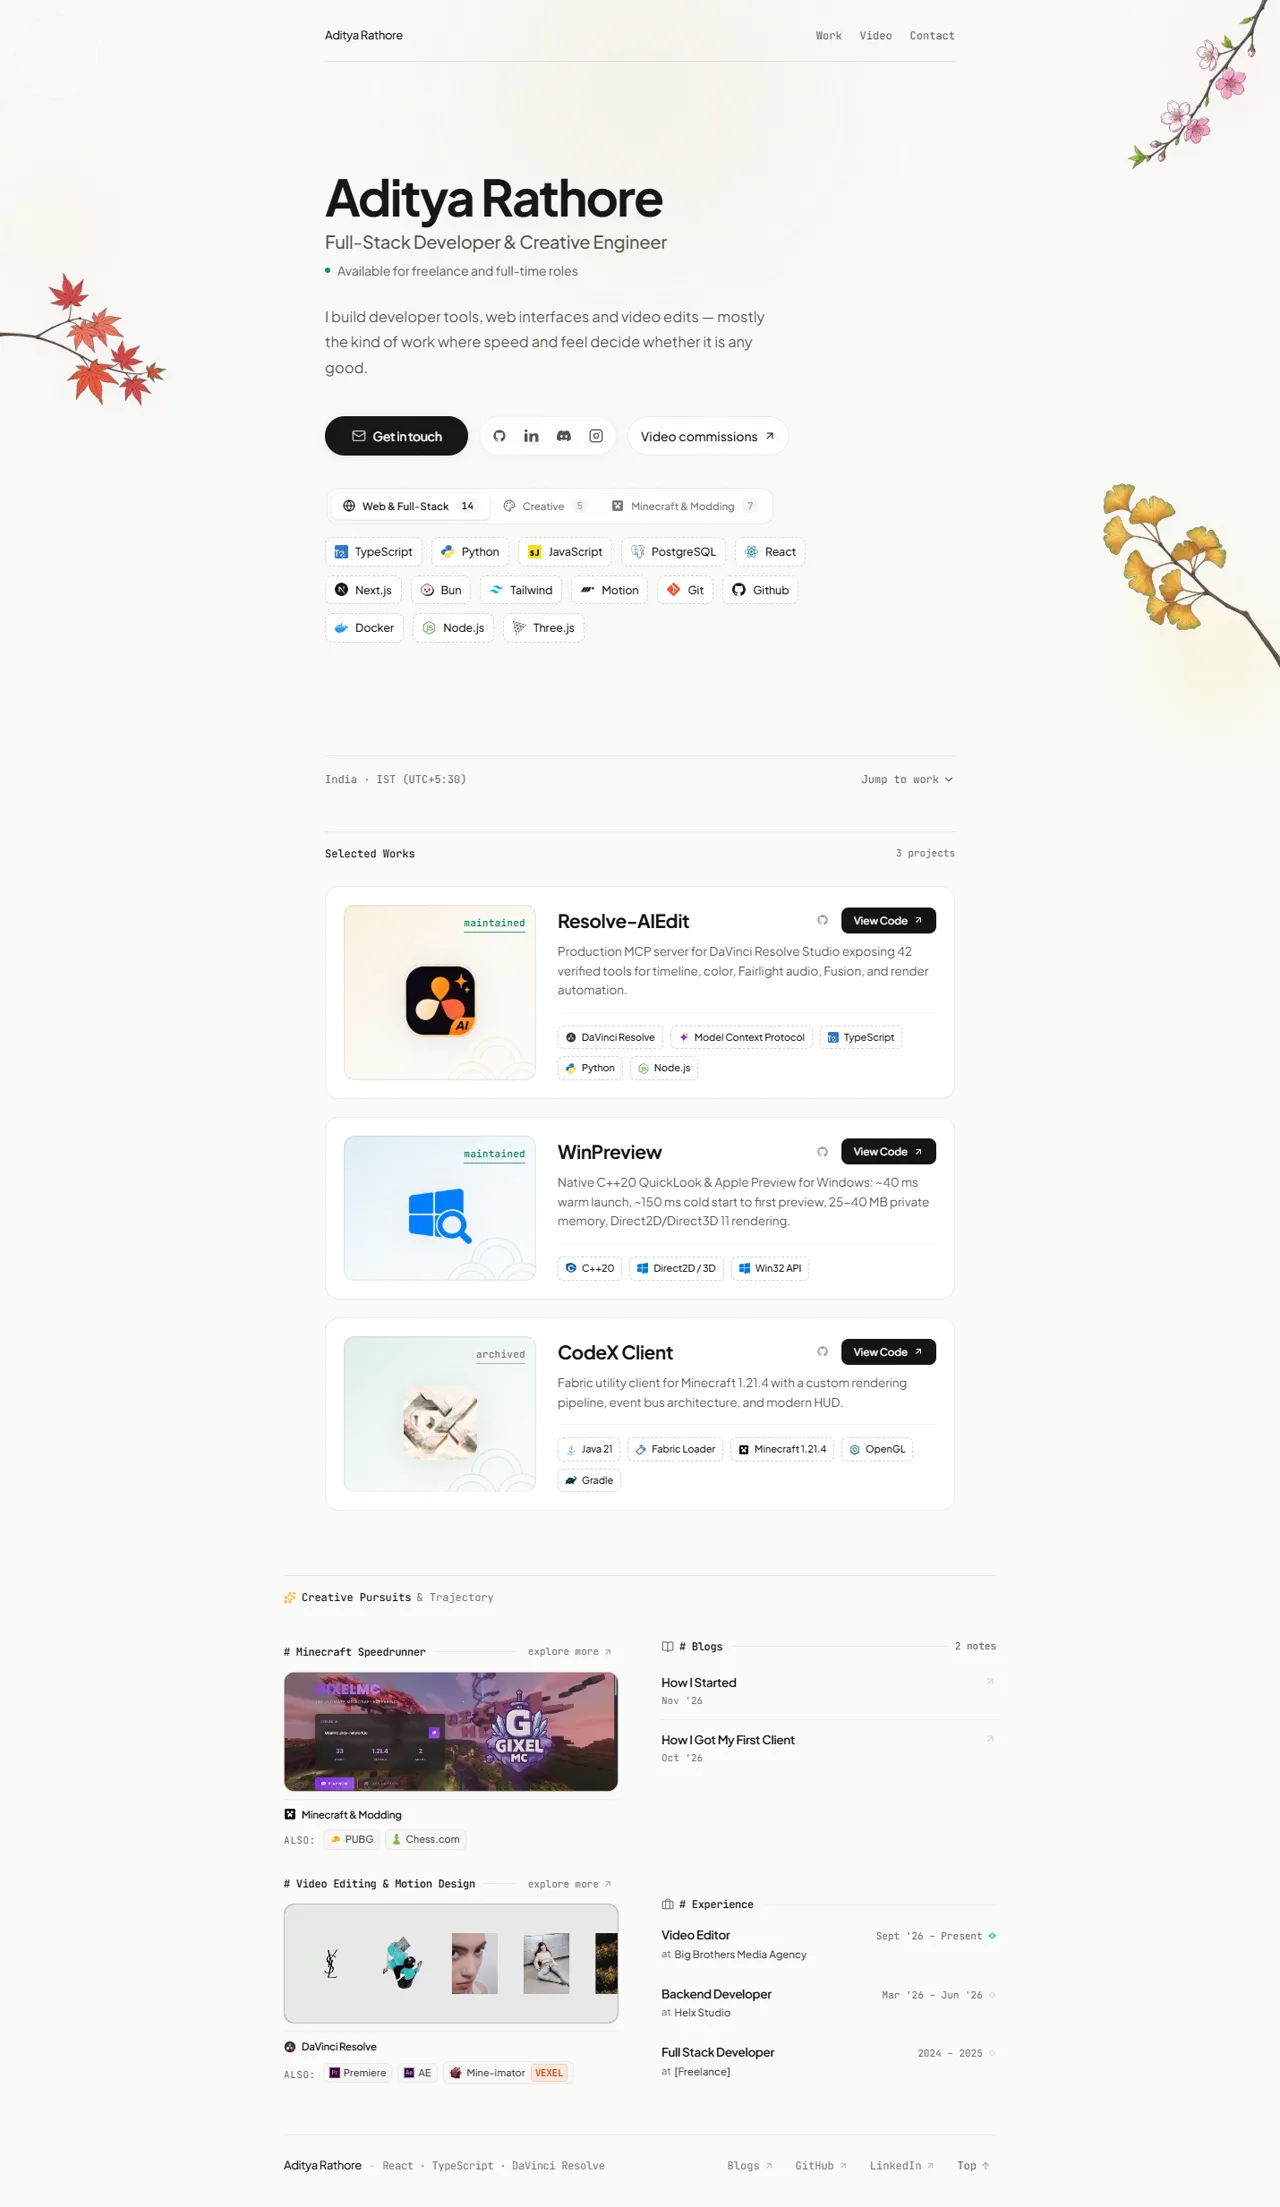 Aditya Rathore
Work Video Contact
Aditya Rathore
Full-Stack Developer & Creative Engineer
Available for freelance and full-time roles
I build developer tools, web interfaces and video edits — mostly
the kind of work where speed and feel decide whether it is any
good.
Get in touch
Video commissions
Web & Full-Stack 14 Creative 5 Minecraft & Modding 7
TypeScript Python JavaScript PostgreSQL React
Next.js Bun Tailwind Motion Git Github
Docker Node.js Three.js
India · IST (UTC+5:30)
Jump to work
Selected Works
3 projects
maintained
AI
Resolve-AIEdit
View Code
Production MCP server for DaVinci Resolve Studio exposing 42
verified tools for timeline, color, Fairlight audio, Fusion, and render
automation.
DaVinci Resolve Model Context Protocol TypeScript
Python Node.js
maintained
WinPreview
View Code
Native C++20 QuickLook & Apple Preview for Windows: ~40 ms
warm launch, ~150 ms cold start to first preview, 25–40 MB private
memory, Direct2D/Direct3D 11 rendering.
C++20 Direct2D / 3D Win32 API
archived
CodeX Client
View Code
Fabric utility client for Minecraft 1.21.4 with a custom rendering
pipeline, event bus architecture, and modern HUD.
Java 21 Fabric Loader Minecraft 1.21.4 OpenGL
Gradle
Creative Pursuits & Trajectory
# Minecraft Speedrunner
explore more
GIXELMC
33 1.21.4 2
G
GIXEL
MC
Minecraft & Modding
ALSO: PUBG Chess.com
# Video Editing & Motion Design
explore more
DaVinci Resolve
ALSO: Premiere AE Mine-imator VEXEL
# Blogs
2 notes
How I Started
Nov '26
How I Got My First Client
Oct '26
# Experience
Video Editor
Sept '26 – Present
at Big Brothers Media Agency
Backend Developer
Mar '26 – Jun '26
at Helx Studio
Full Stack Developer
2024 – 2025
at [Freelance]
Aditya Rathore – React · TypeScript · DaVinci Resolve
Blogs GitHub LinkedIn Top